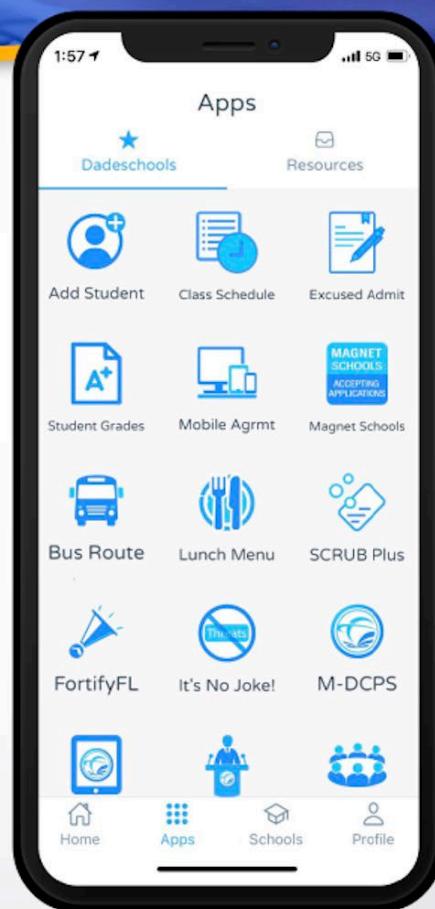 1:57
5G
Apps
Dadeschools
Resources
Add Student
Class Schedule
Excused Admit
A+
MAGNET
SCHOOLS
ACCEPTING
APPLICATIONS
Student Grades
Mobile Agrmt
Magnet Schools
Bus Route
Lunch Menu
SCRUB Plus
Threats
FortifyFL
It's No Joke!
M-DCPS
Home
Apps
Schools
Profile